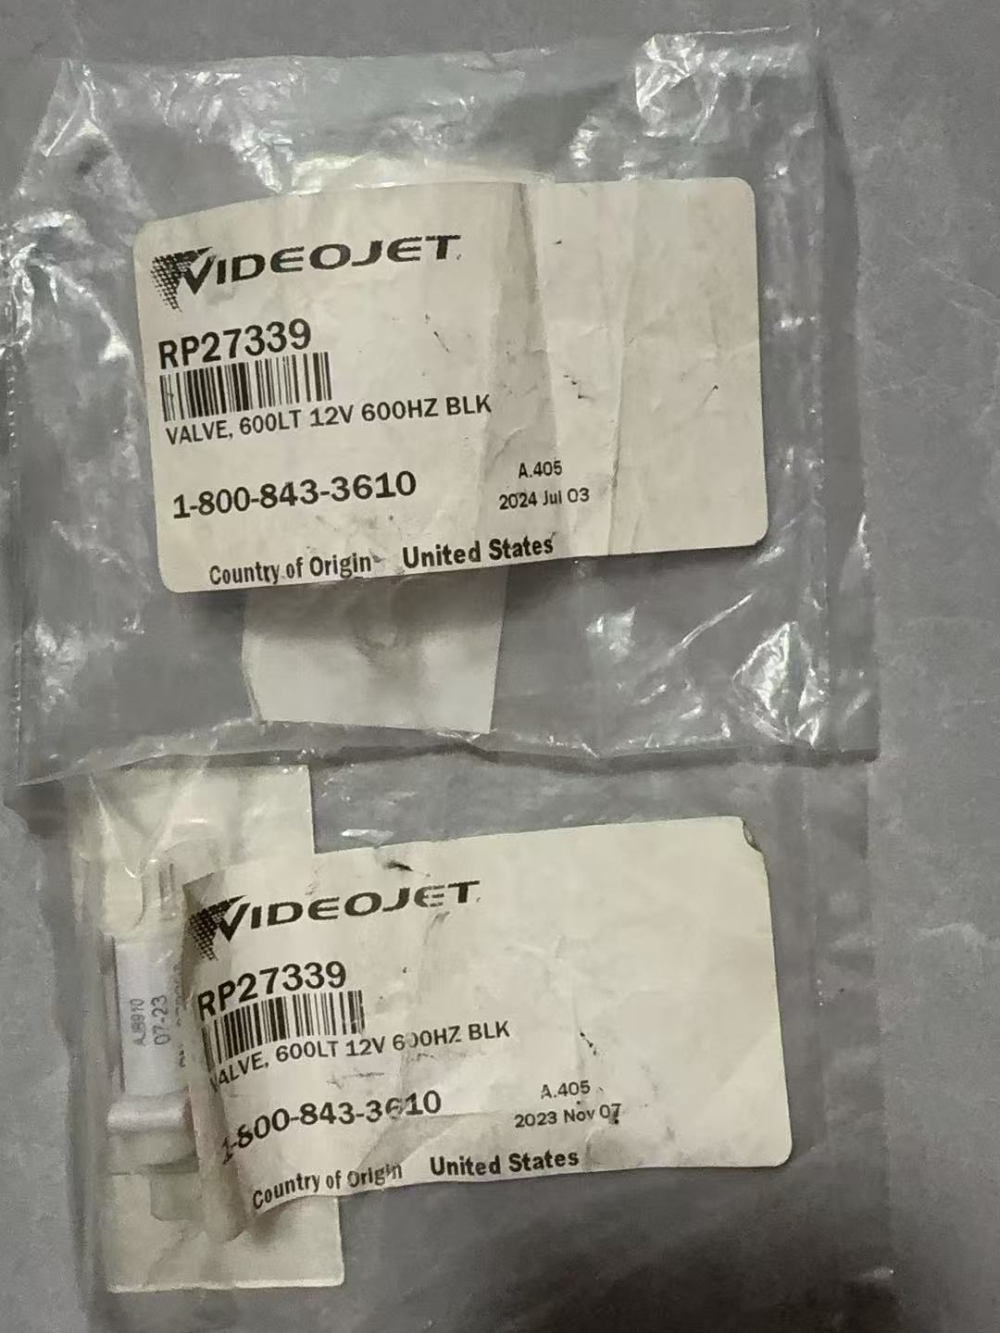 VIDEOJET
RP27339
VALVE, 600LT 12V 600HZ BLK
1-800-843-3610
A.405
2024 Jul 03
Country of Origin United States
VIDEOJET
RP27339
VALVE, 600LT 12V 600HZ BLK
1-800-843-3610
A.405
2023 Nov 07
Country of Origin United States
07-23